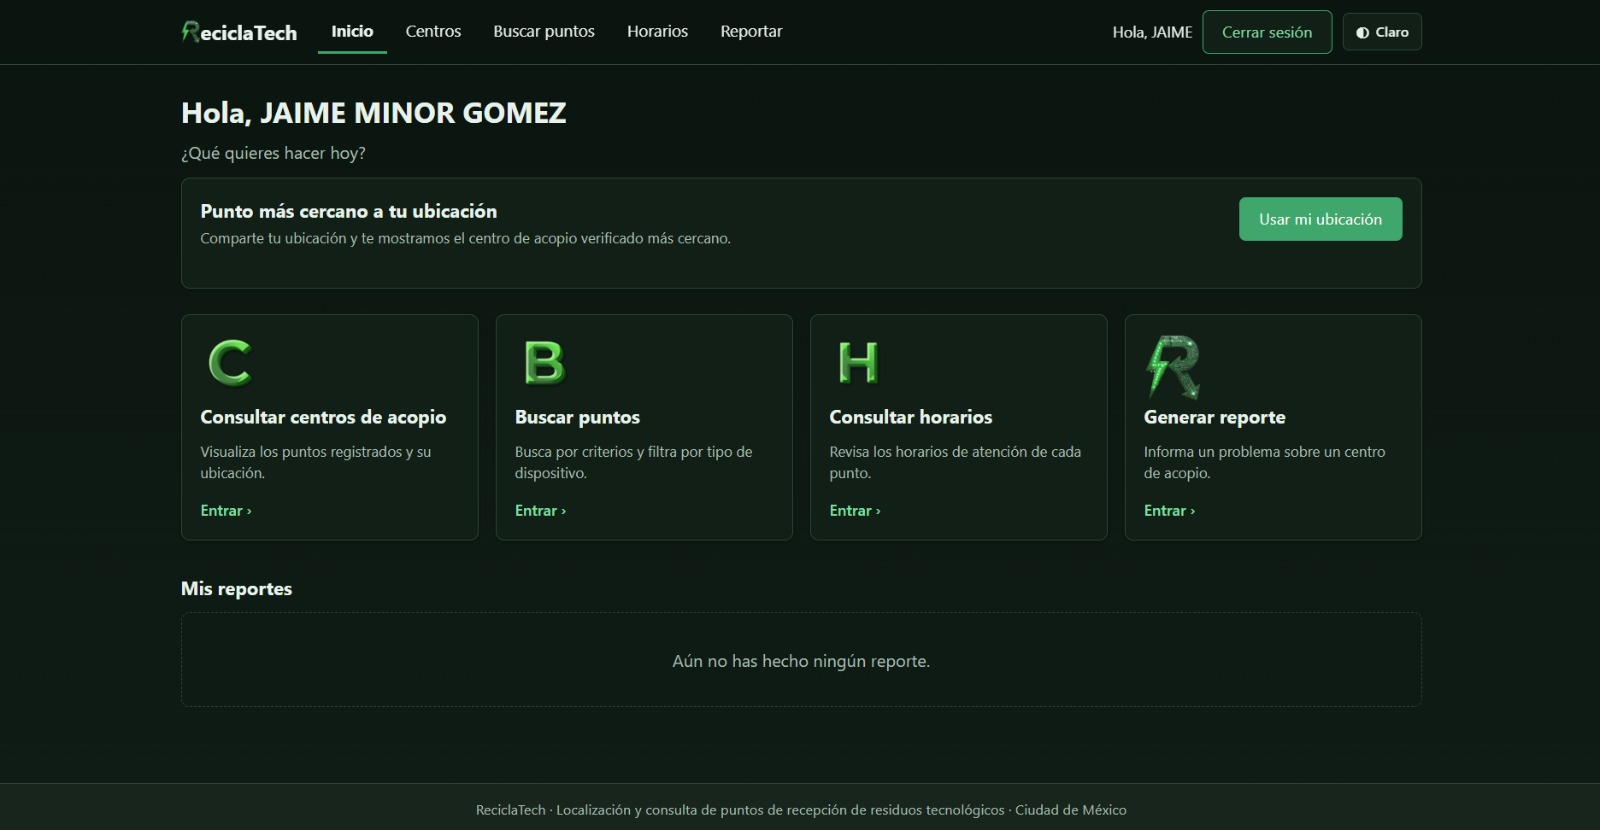 ReciclaTech
Inicio
Centros
Buscar puntos
Horarios
Reportar
Hola, JAIME
Cerrar sesión
Claro
Hola, JAIME MINOR GOMEZ
¿Qué quieres hacer hoy?
Punto más cercano a tu ubicación
Comparte tu ubicación y te mostramos el centro de acopio verificado más cercano.
Usar mi ubicación
C
Consultar centros de acopio
Visualiza los puntos registrados y su
ubicación.
Entrar ›
B
Buscar puntos
Busca por criterios y filtra por tipo de
dispositivo.
Entrar ›
H
Consultar horarios
Revisa los horarios de atención de cada
punto.
Entrar ›
R
Generar reporte
Informa un problema sobre un centro
de acopio.
Entrar ›
Mis reportes
Aún no has hecho ningún reporte.
ReciclaTech · Localización y consulta de puntos de recepción de residuos tecnológicos · Ciudad de México